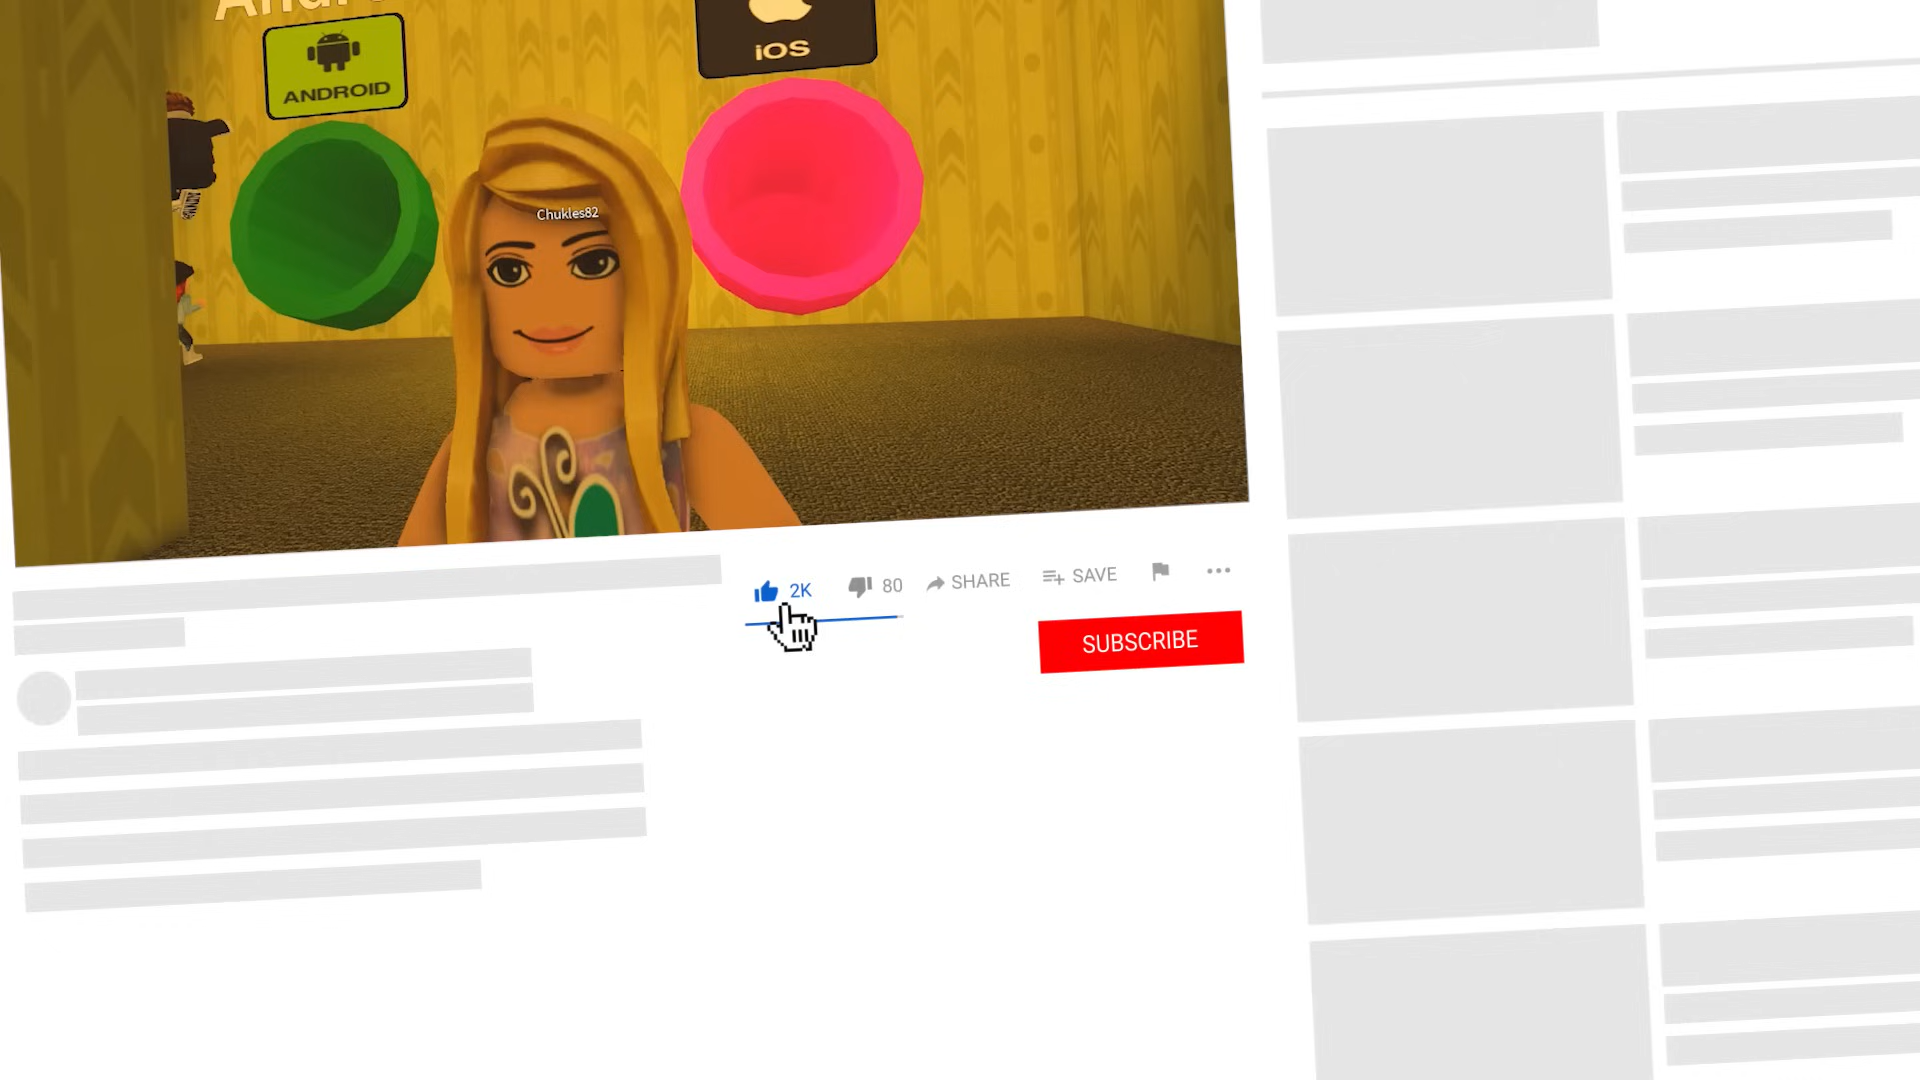 iOS
ANDROID
Chukles82
2K
80
SHARE
SAVE
SUBSCRIBE